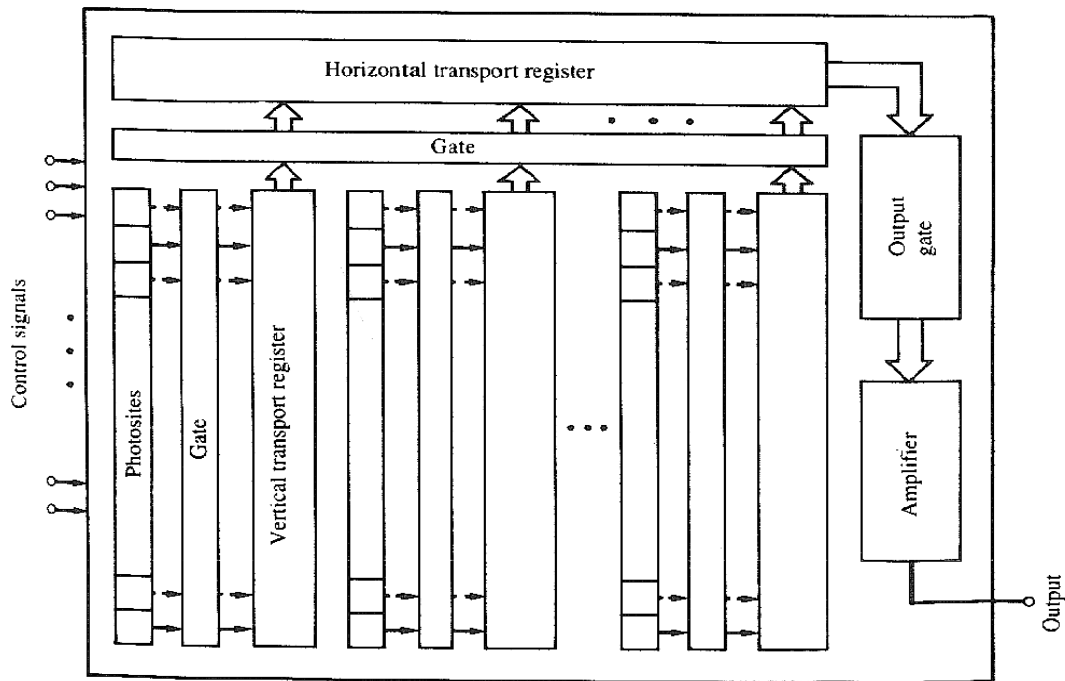 Horizontal transport register
Gate
Control signals
Photosites
Gate
Vertical transport register
Output
gate
Amplifier
Output